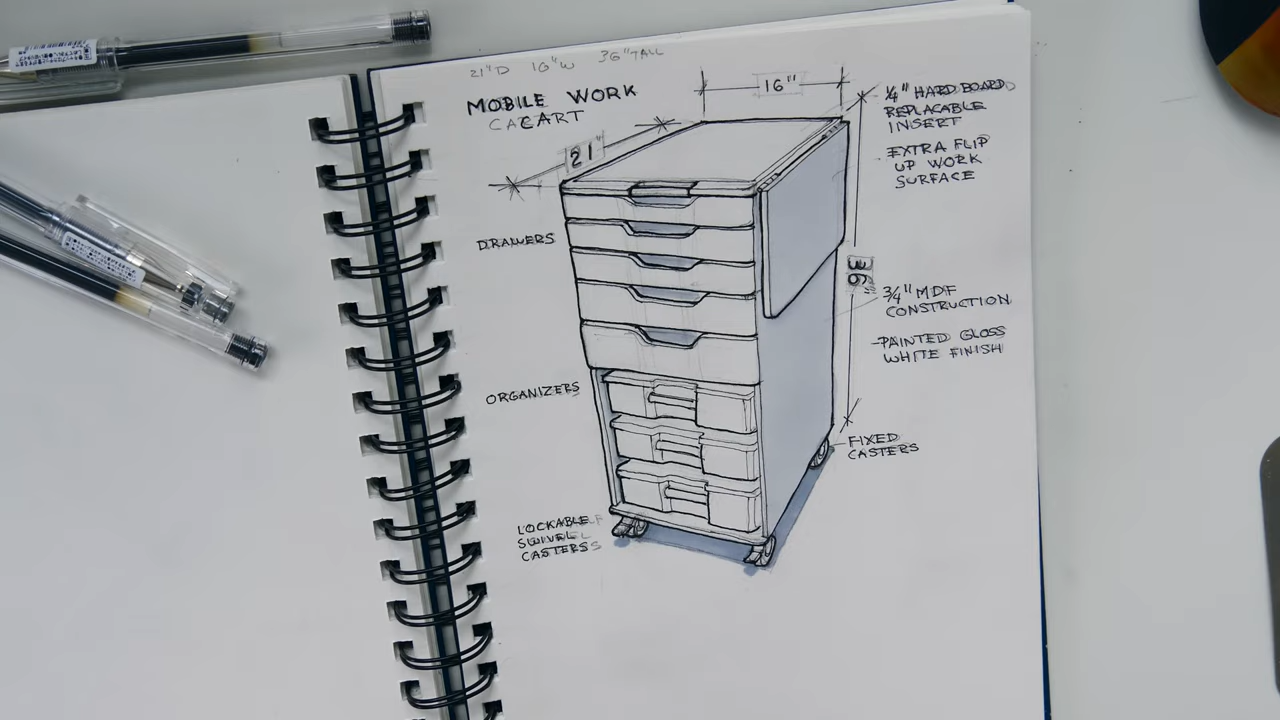 21"D 16"W 36"TALL
MOBILE WORK
CACART
16"
21"
1/4" HARD BOARD
REPLACABLE
INSERT
EXTRA FLIP
UP WORK
SURFACE
DRAWERS
36"
3/4" MDF
CONSTRUCTION
-PAINTED GLOSS
WHITE FINISH
ORGANIZERS
FIXED
CASTERS
LOCKABLE
SWIVEL
CASTERS